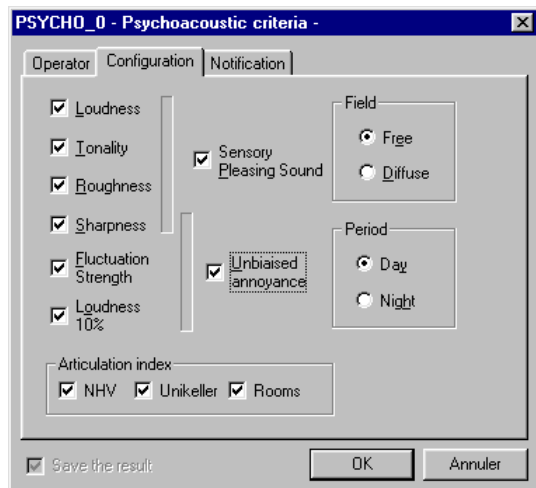 PSYCHO_0 - Psychoacoustic criteria -
Operator Configuration Notification
Loudness
Tonality
Roughness
Sharpness
Fluctuation
Strength
Loudness
10%
Sensory
Pleasing Sound
Unbiaised
annoyance
Field
Free
Diffuse
Period
Day
Night
Articulation index
NHV Unikeller Rooms
Save the result
OK Annuler